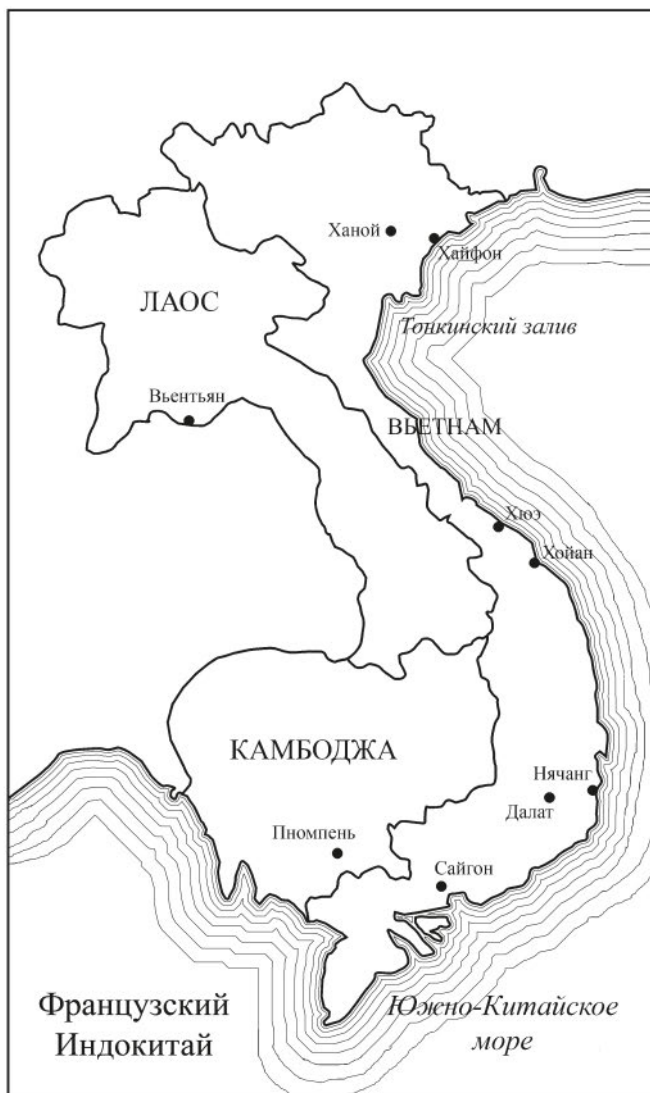 Ханой
Хайфон
ЛАОС
Тонкинский залив
Вьентьян
ВЬЕТНАМ
Хюэ
Хойан
КАМБОДЖА
Нячанг
Далат
Пномпень
Сайгон
Французский
Индокитай
Южно-Китайское
море